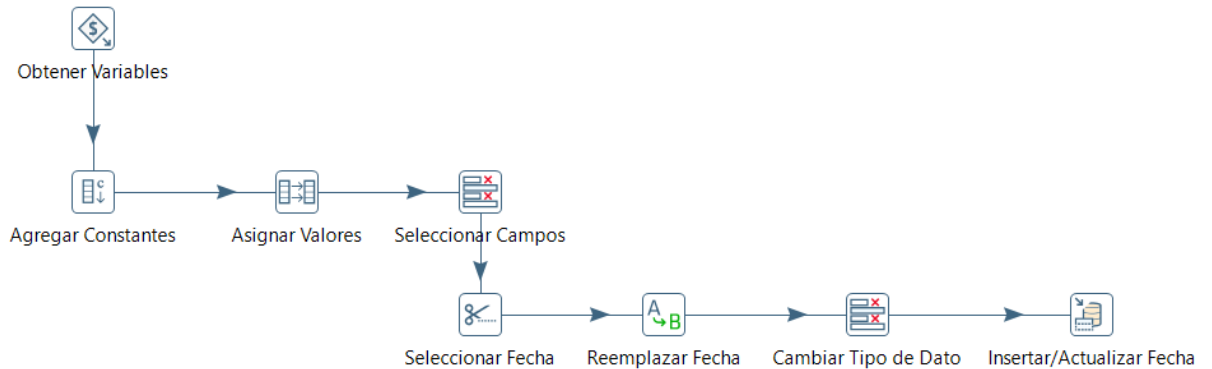 Obtener Variables
Agregar Constantes
Asignar Valores
Seleccionar Campos
Seleccionar Fecha
Reemplazar Fecha
Cambiar Tipo de Dato
Insertar/Actualizar Fecha